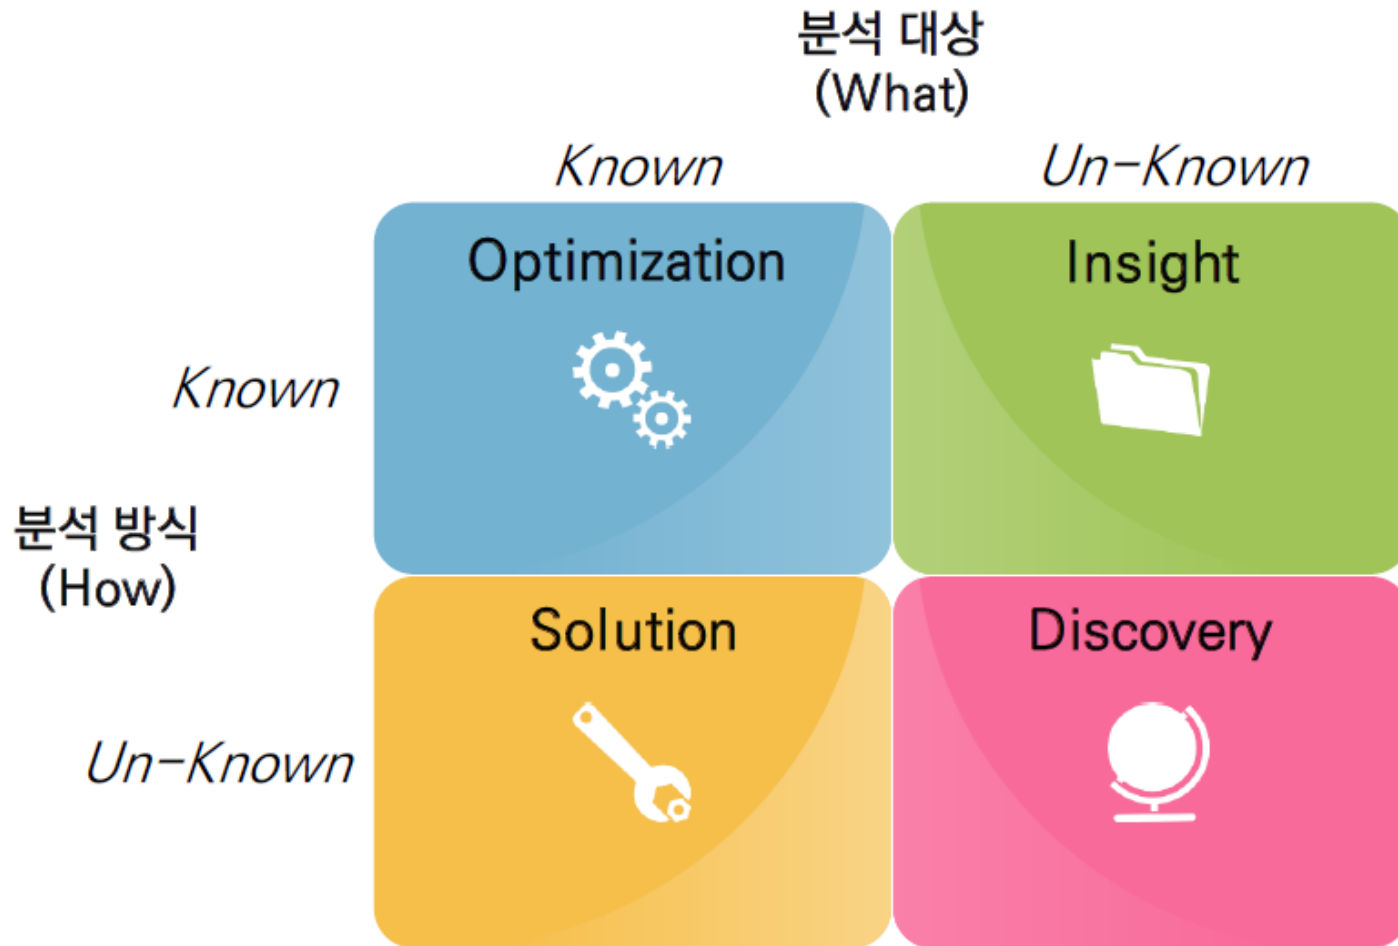 분석 대상
(What)
Known
Un-Known
Optimization
Insight
Known
분석 방식
(How)
Solution
Discovery
Un-Known